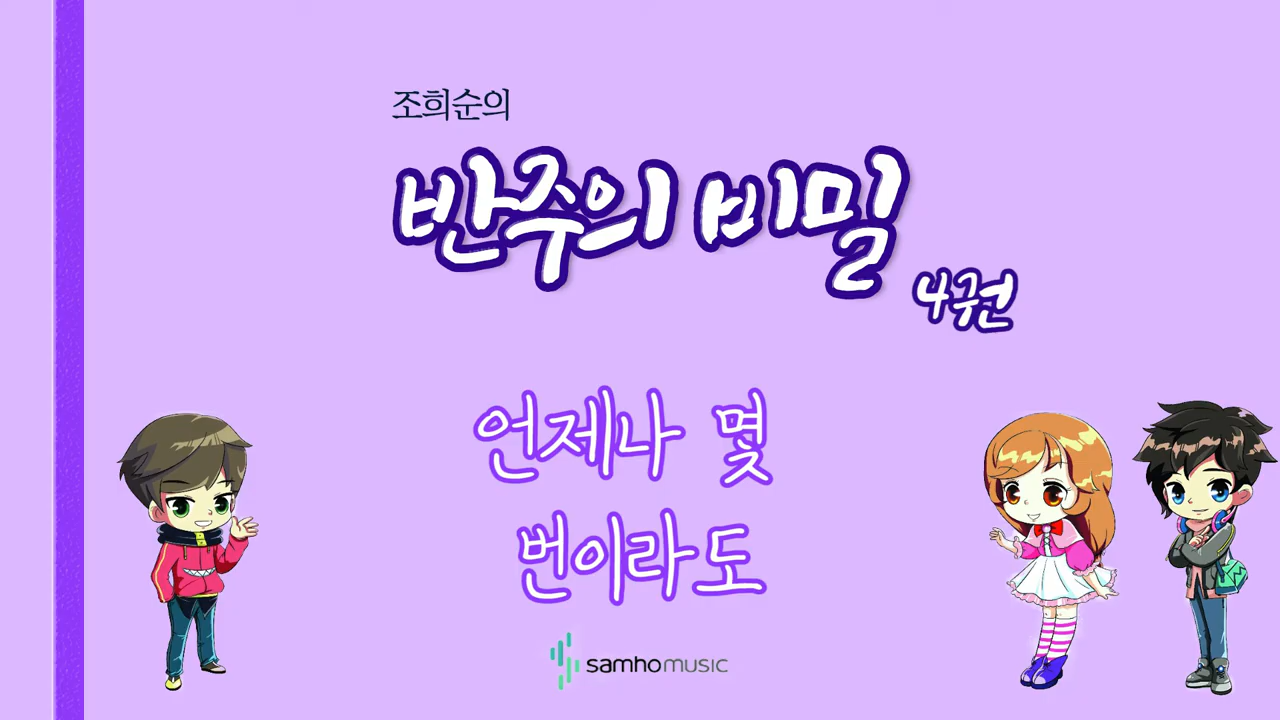 조희순의
반주의 비밀
4권
언제나 몇
번이라도
samhomusic